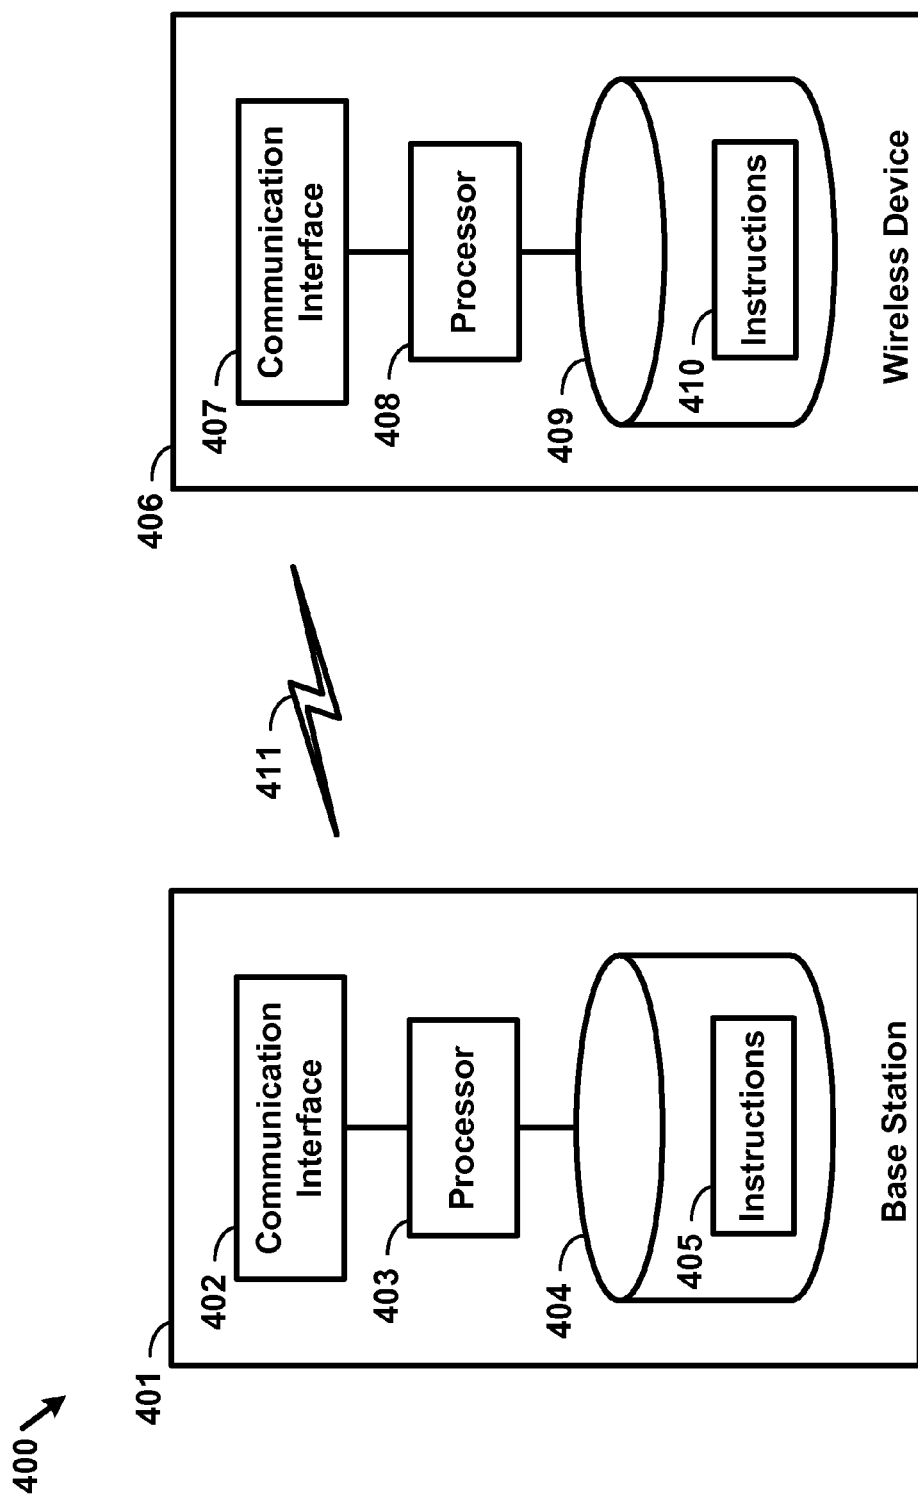 400
401
402
Communication
Interface
403
Processor
404
405
Instructions
Base Station
411
406
407
Communication
Interface
408
Processor
409
410
Instructions
Wireless Device